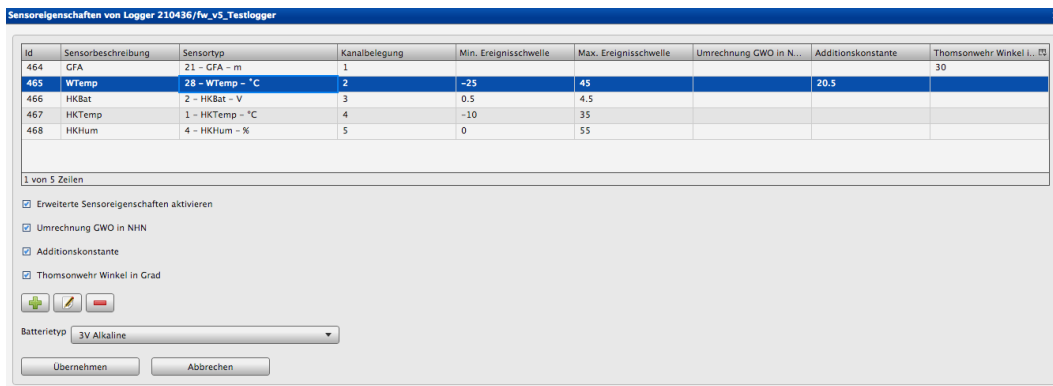 Sensoreigenschaften von Logger 210436/fw_v5_Testlogger
Id Sensorbeschreibung Sensortyp Kanalbelegung Min. Ereignisschwelle Max. Ereignisschwelle Umrechnung GWO in N... Additionskonstante Thomsonwehr Winkel i...
464 GFA 21 - GFA - m 1 30
465 WTemp 28 - WTemp - °C 2 -25 45 20.5
466 HKBat 2 - HKBat - V 3 0.5 4.5
467 HKTemp 1 - HKTemp - °C 4 -10 35
468 HKHum 4 - HKHum - % 5 0 55
1 von 5 Zeilen
Erweiterte Sensoreigenschaften aktivieren
Umrechnung GWO in NHN
Additionskonstante
Thomsonwehr Winkel in Grad
Batterietyp 3V Alkaline
Übernehmen Abbrechen